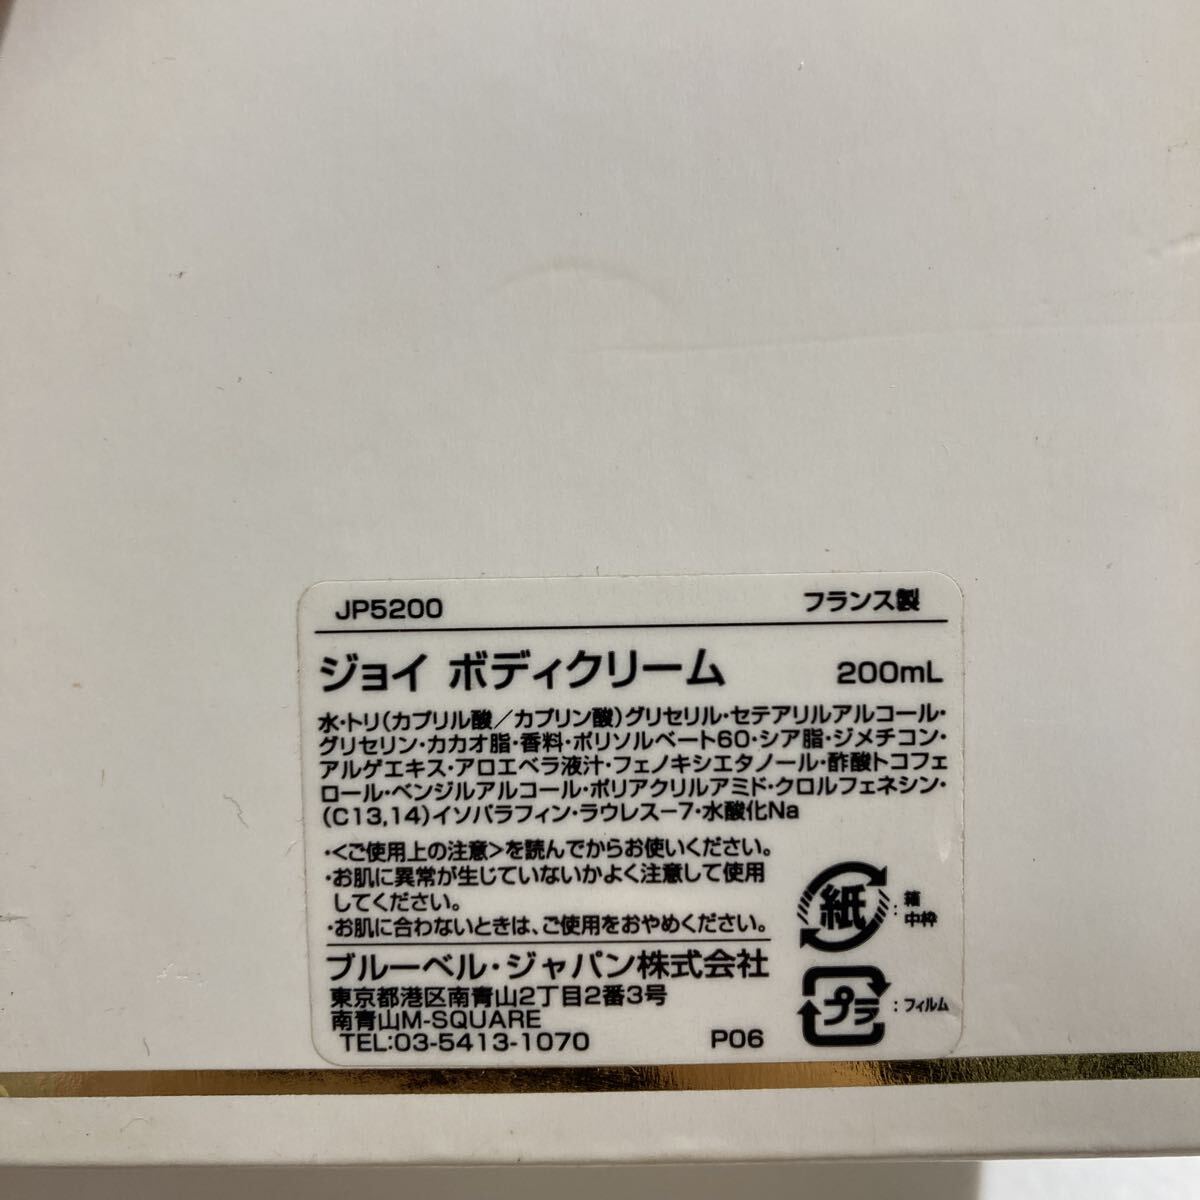 JP5200 フランス製
ジョイ ボディクリーム 200mL
水・トリ(カプリル酸／カプリン酸)グリセリル・セテアリルアルコール・
グリセリン・カカオ脂・香料・ポリソルベート60・シア脂・ジメチコン・
アルゲエキス・アロエベラ液汁・フェノキシエタノール・酢酸トコフェ
ロール・ベンジルアルコール・ポリアクリルアミド・クロルフェネシン・
(C13,14)イソパラフィン・ラウレス−7・水酸化Na
・<ご使用上の注意>を読んでからお使いください。
・お肌に異常が生じていないかよく注意して使用
してください。
・お肌に合わないときは、ご使用をおやめください。
ブルーベル・ジャパン株式会社
東京都港区南青山2丁目2番3号
南青山M-SQUARE
TEL:03-5413-1070 P06
紙 : 箱
中枠
プラ : フィルム